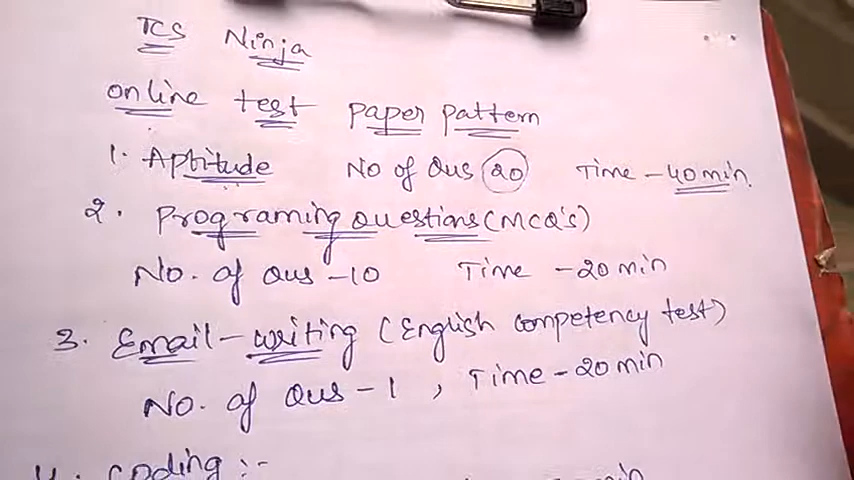 TCS Ninja
online test paper pattern
1. Aptitude No of Qus 20 Time - 40 min.
2. Programing Questions (MCQ's)
No. of Qus - 10 Time - 20 min
3. Email - writing (English competency test)
No. of Qus - 1 , Time - 20 min
4. Coding :-